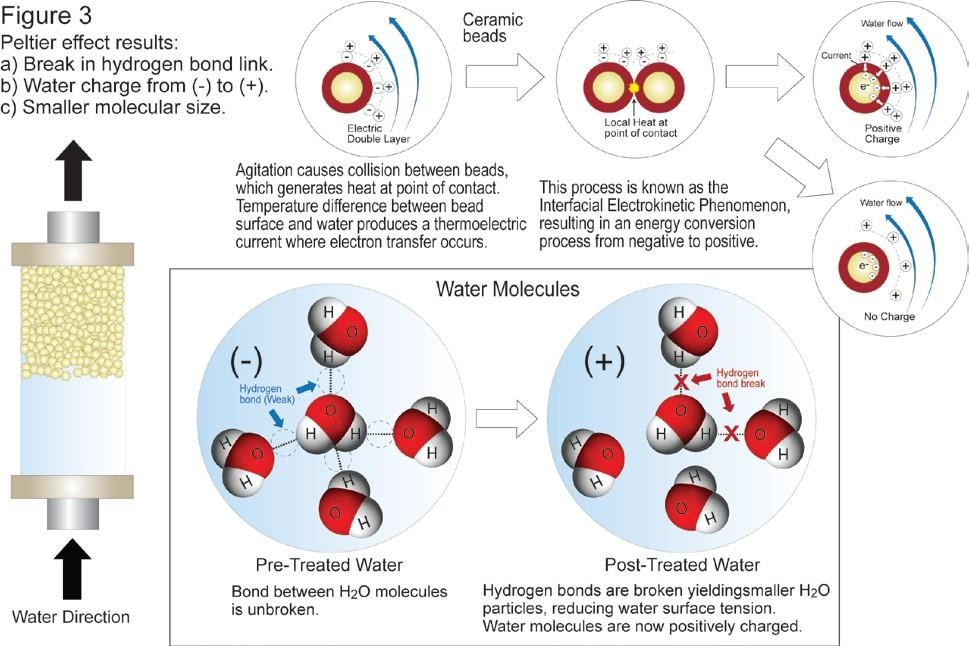 Figure 3
Peltier effect results:
a) Break in hydrogen bond link.
b) Water charge from (-) to (+).
c) Smaller molecular size.
Water Direction
+
+
-
+
-
+
-
+
Electric
Double Layer
Ceramic
beads
+ + + +
- - - -
Local Heat at
point of contact
Water flow
Current
e-
Positive
Charge
Water flow
e-
No Charge
Agitation causes collision between beads,
which generates heat at point of contact.
Temperature difference between bead
surface and water produces a thermoelectric
current where electron transfer occurs.
This process is known as the
Interfacial Electrokinetic Phenomenon,
resulting in an energy conversion
process from negative to positive.
Water Molecules
(-)
Hydrogen
bond (Weak)
H
O
H
O
H H
H
O
H
O
H
H
H
O
H
Pre-Treated Water
Bond between H2O molecules
is unbroken.
(+)
Hydrogen
bond break
H
O
H
X
O
H H
X
H
O
H
H
O
H
H
O
H
Post-Treated Water
Hydrogen bonds are broken yieldingsmaller H2O
particles, reducing water surface tension.
Water molecules are now positively charged.